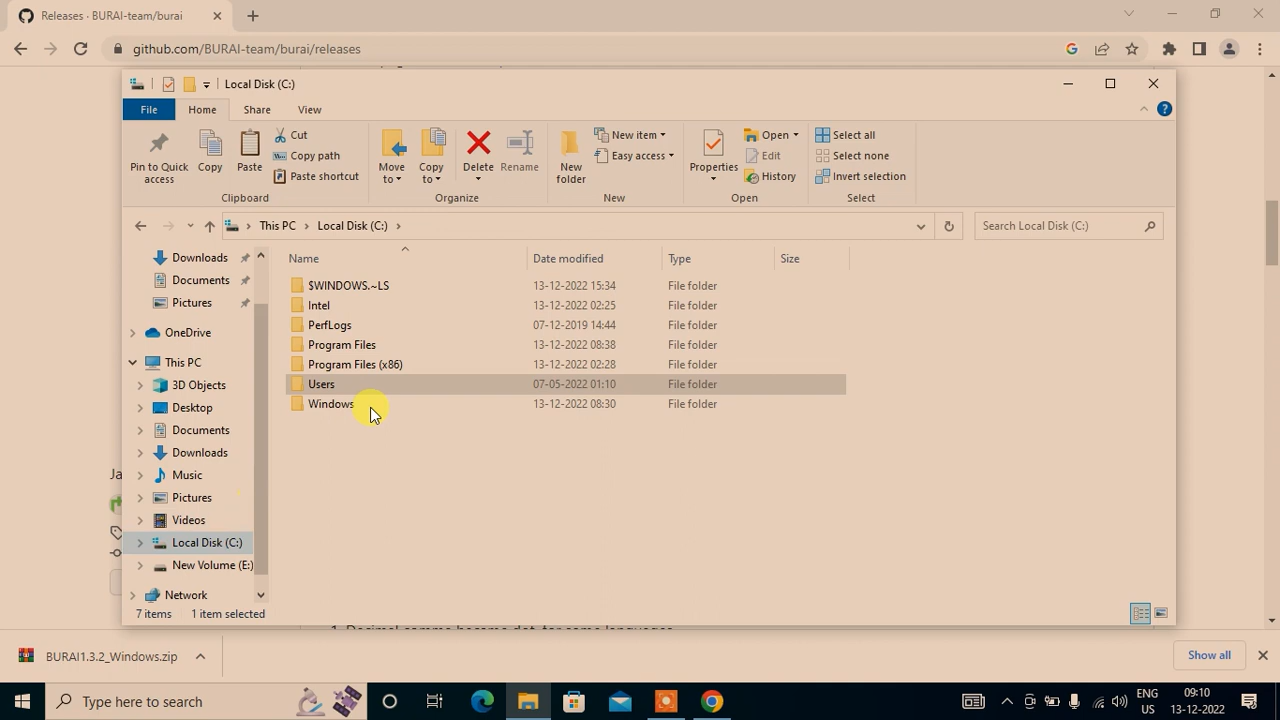 Releases · BURAI-team/burai
github.com/BURAI-team/burai/releases
Local Disk (C:)
File Home Share View
Pin to Quick access
Copy
Paste
Cut
Copy path
Paste shortcut
Clipboard
Move to
Copy to
Delete
Rename
Organize
New folder
New item
Easy access
New
Properties
Open
Edit
History
Open
Select all
Select none
Invert selection
Select
This PC Local Disk (C:)
Search Local Disk (C:)
Name Date modified Type Size
$WINDOWS.~LS 13-12-2022 15:34 File folder
Intel 13-12-2022 02:25 File folder
PerfLogs 07-12-2019 14:44 File folder
Program Files 13-12-2022 08:38 File folder
Program Files (x86) 13-12-2022 02:28 File folder
Users 07-05-2022 01:10 File folder
Windows 13-12-2022 08:30 File folder
Downloads
Documents
Pictures
OneDrive
This PC
3D Objects
Desktop
Documents
Downloads
Music
Pictures
Videos
Local Disk (C:)
New Volume (E:)
Network
7 items 1 item selected
Ja
BURAI1.3.2_Windows.zip
Show all
Type here to search
ENG
US
09:10
13-12-2022